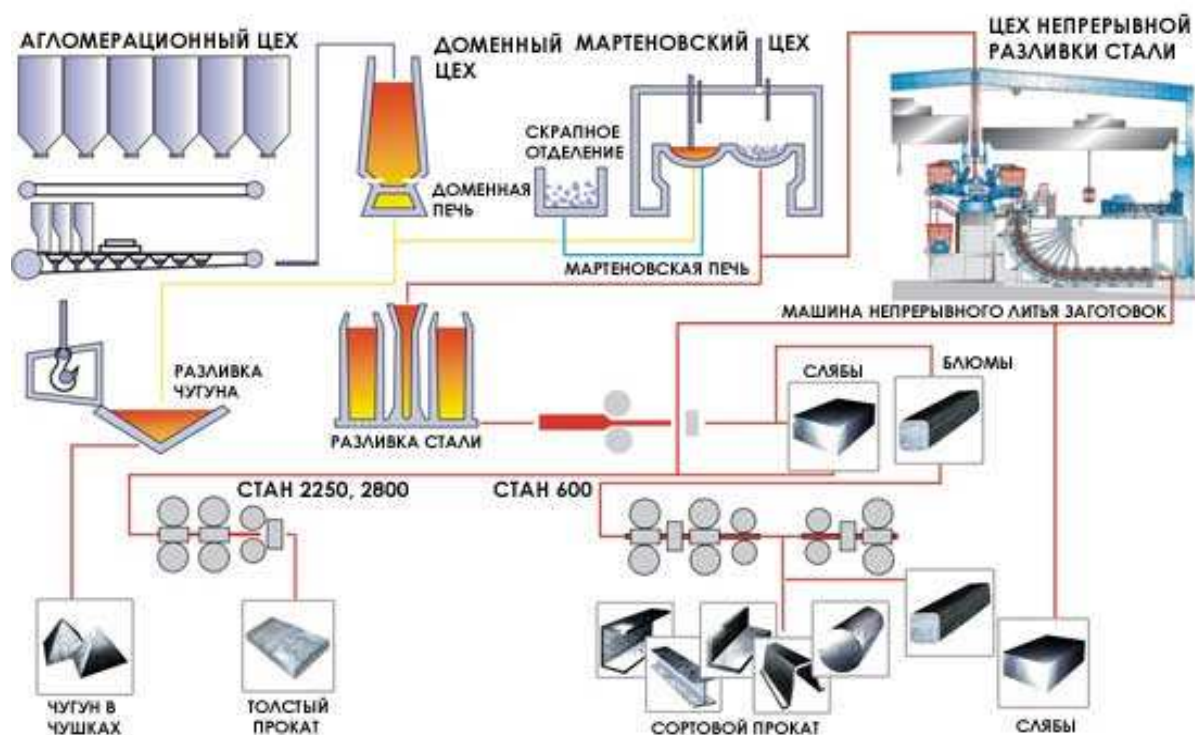 АГЛОМЕРАЦИОННЫЙ ЦЕХ
ДОМЕННЫЙ
ЦЕХ
МАРТЕНОВСКИЙ ЦЕХ
ЦЕХ НЕПРЕРЫВНОЙ
РАЗЛИВКИ СТАЛИ
СКРАПНОЕ
ОТДЕЛЕНИЕ
ДОМЕННАЯ
ПЕЧЬ
МАРТЕНОВСКАЯ ПЕЧЬ
МАШИНА НЕПРЕРЫВНОГО ЛИТЬЯ ЗАГОТОВОК
РАЗЛИВКА
ЧУГУНА
РАЗЛИВКА СТАЛИ
СЛЯБЫ
БЛЮМЫ
СТАН 2250, 2800
СТАН 600
ЧУГУН В
ЧУШКАХ
ТОЛСТЫЙ
ПРОКАТ
СОРТОВОЙ ПРОКАТ
СЛЯБЫ